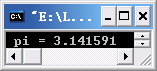 "E:\L...
pi = 3.141591